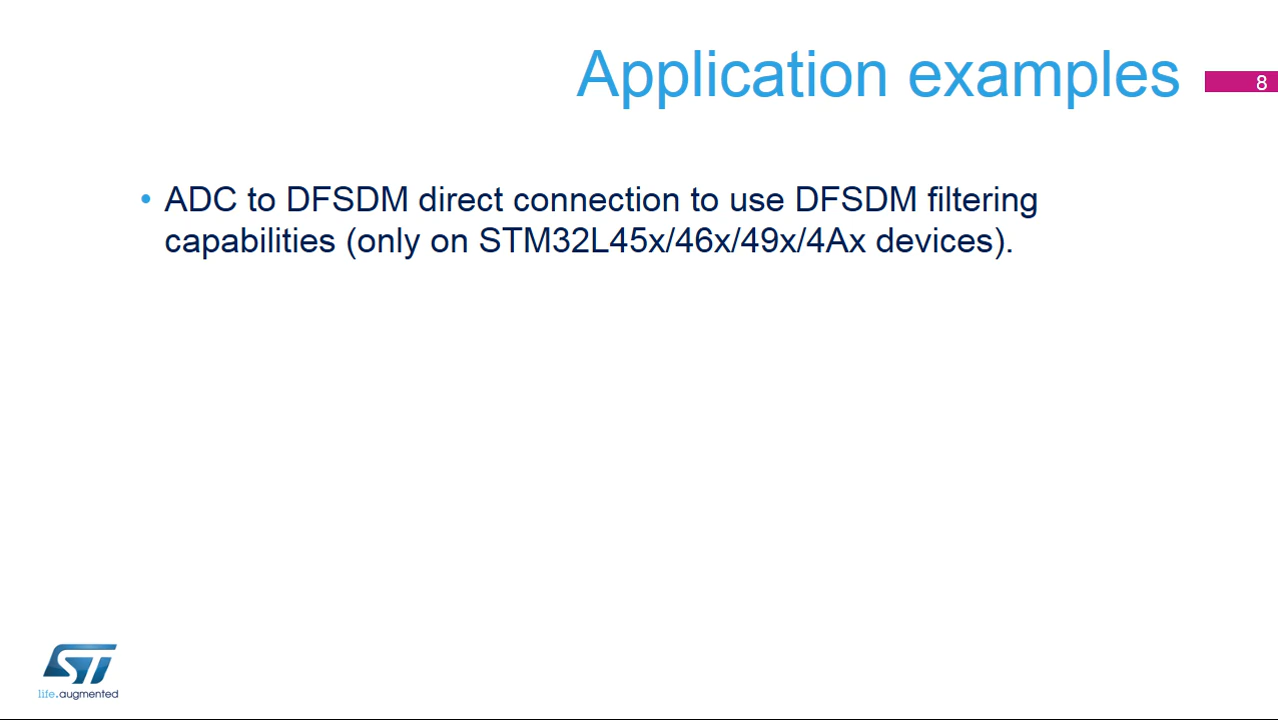 Application examples
8
• ADC to DFSDM direct connection to use DFSDM filtering
capabilities (only on STM32L45x/46x/49x/4Ax devices).
ST
life.augmented